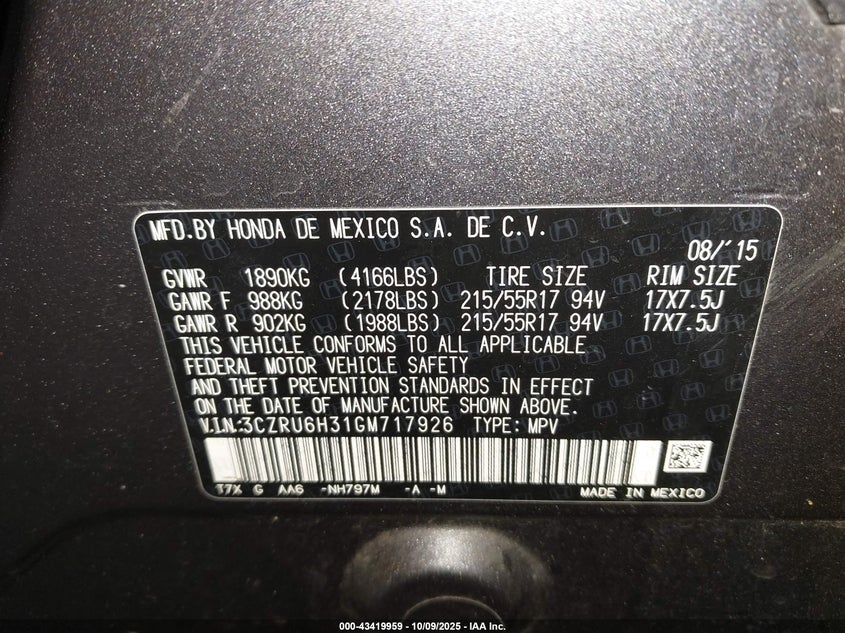 MFD.BY HONDA DE MEXICO S.A. DE C.V.
08/'15
GVWR 1890KG (4166LBS) TIRE SIZE RIM SIZE
GAWR F 988KG (2178LBS) 215/55R17 94V 17X7.5J
GAWR R 902KG (1988LBS) 215/55R17 94V 17X7.5J
THIS VEHICLE CONFORMS TO ALL APPLICABLE
FEDERAL MOTOR VEHICLE SAFETY
AND THEFT PREVENTION STANDARDS IN EFFECT
ON THE DATE OF MANUFACTURE SHOWN ABOVE.
V.I.N:3CZRU6H31GM717926 TYPE: MPV
T7X G AA6 -NH797M -A -M MADE IN MEXICO
000-43419959 - 10/09/2025 - IAA Inc.